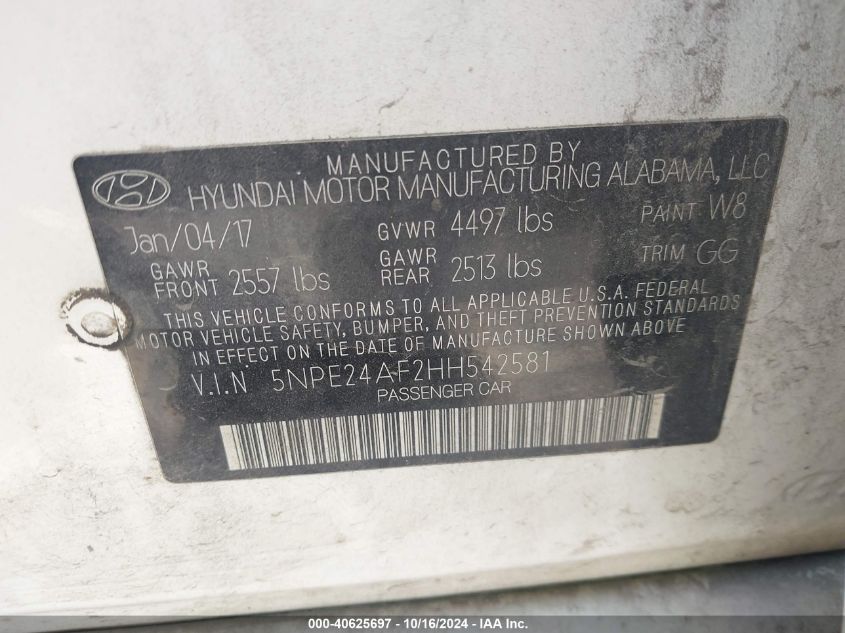 MANUFACTURED BY
HYUNDAI MOTOR MANUFACTURING ALABAMA, LLC
Jan/04/17 GVWR 4497 lbs PAINT W8
GAWR FRONT 2557 lbs GAWR REAR 2513 lbs TRIM GG
THIS VEHICLE CONFORMS TO ALL APPLICABLE U.S.A. FEDERAL
MOTOR VEHICLE SAFETY, BUMPER, AND THEFT PREVENTION STANDARDS
IN EFFECT ON THE DATE OF MANUFACTURE SHOWN ABOVE
V.I.N 5NPE24AF2HH542581
PASSENGER CAR
000-40625697 - 10/16/2024 - IAA Inc.